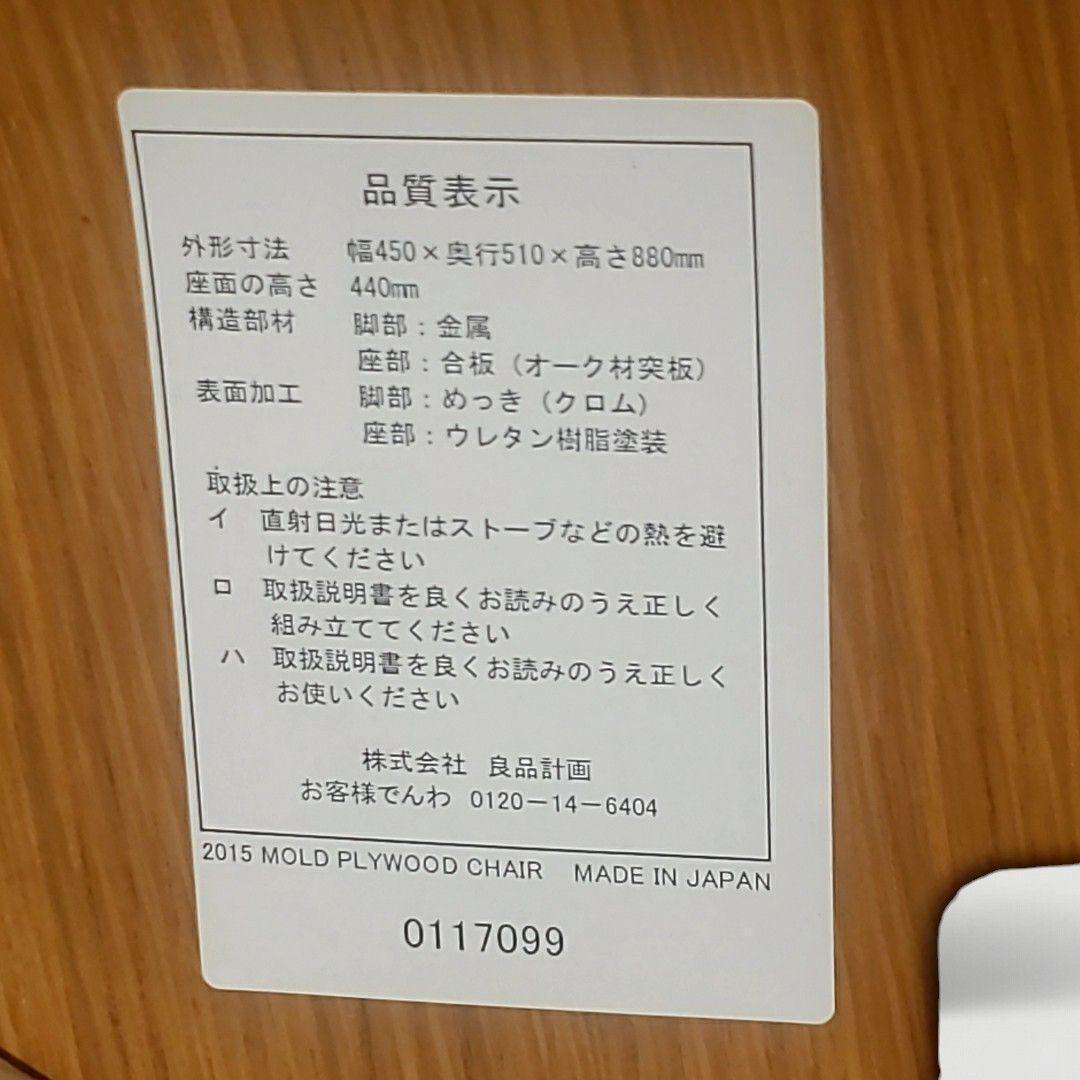 品質表示
外形寸法　幅450×奥行510×高さ880mm
座面の高さ　440mm
構造部材　脚部：金属
座部：合板（オーク材突板）
表面加工　脚部：めっき（クロム）
座部：ウレタン樹脂塗装
取扱上の注意
イ　直射日光またはストーブなどの熱を避
けてください
ロ　取扱説明書を良くお読みのうえ正しく
組み立ててください
ハ　取扱説明書を良くお読みのうえ正しく
お使いください
株式会社　良品計画
お客様でんわ　0120－14－6404
2015 MOLD PLYWOOD CHAIR　MADE IN JAPAN
0117099